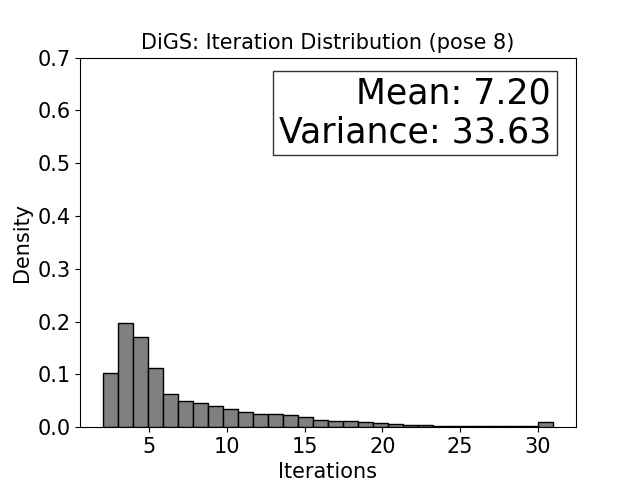 DiGS: Iteration Distribution (pose 8)
Mean: 7.20
Variance: 33.63
Density
0.7
0.6
0.5
0.4
0.3
0.2
0.1
0.0
5 10 15 20 25 30
Iterations